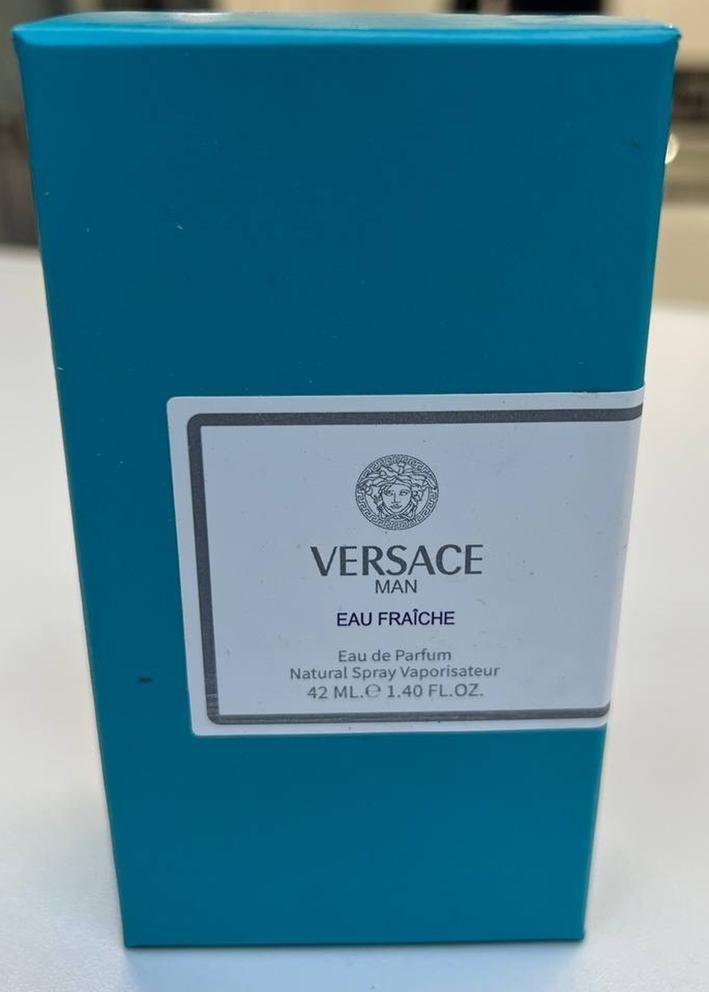 VERSACE
MAN
EAU FRAÎCHE
Eau de Parfum
Natural Spray Vaporisateur
42 ML.℮ 1.40 FL.OZ.